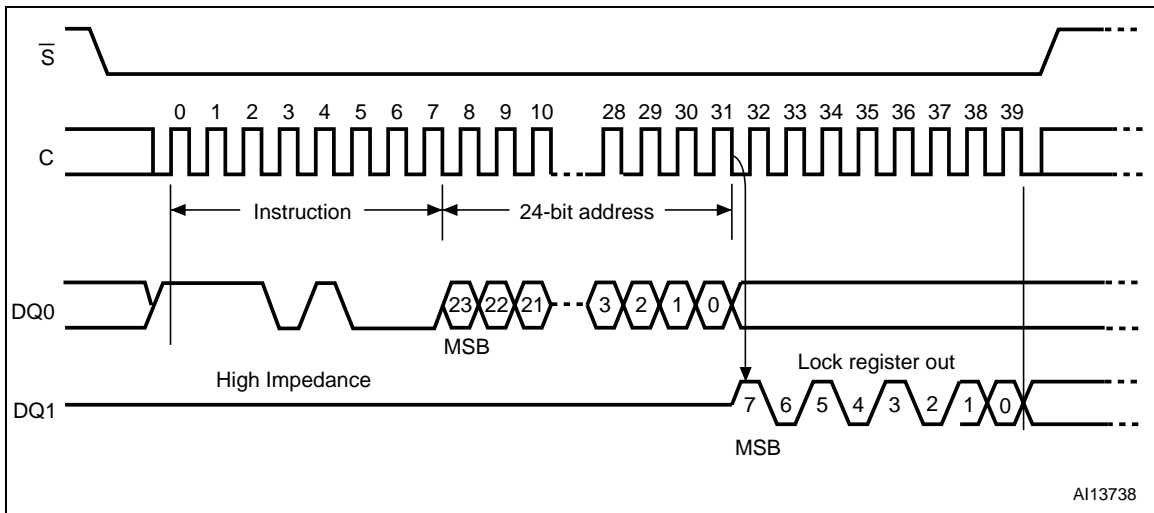 S
0 1 2 3 4 5 6 7 8 9 10 28 29 30 31 32 33 34 35 36 37 38 39
C
Instruction 24-bit address
DQ0 23 22 21 3 2 1 0
MSB
High Impedance Lock register out
DQ1 7 6 5 4 3 2 1 0
MSB
AI13738